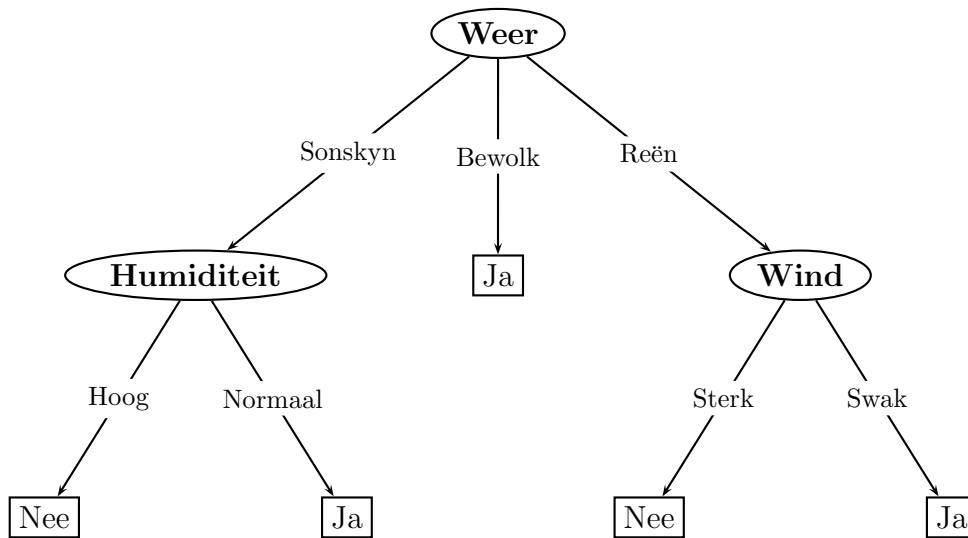 Weer
Sonskyn
Bewolk
Reën
Humiditeit
Ja
Wind
Hoog
Normaal
Sterk
Swak
Nee
Ja
Nee
Ja